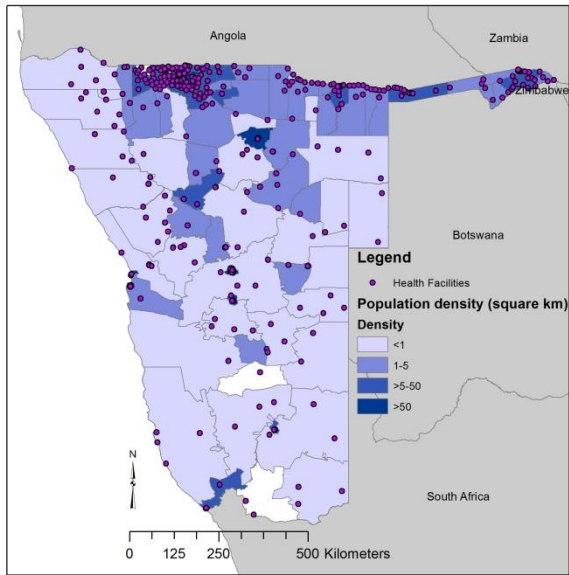 Angola
Zambia
Zimbabwe
Botswana
Legend
Health Facilities
Population density (square km)
Density
<1
1-5
>5-50
>50
N
South Africa
0 125 250 500 Kilometers